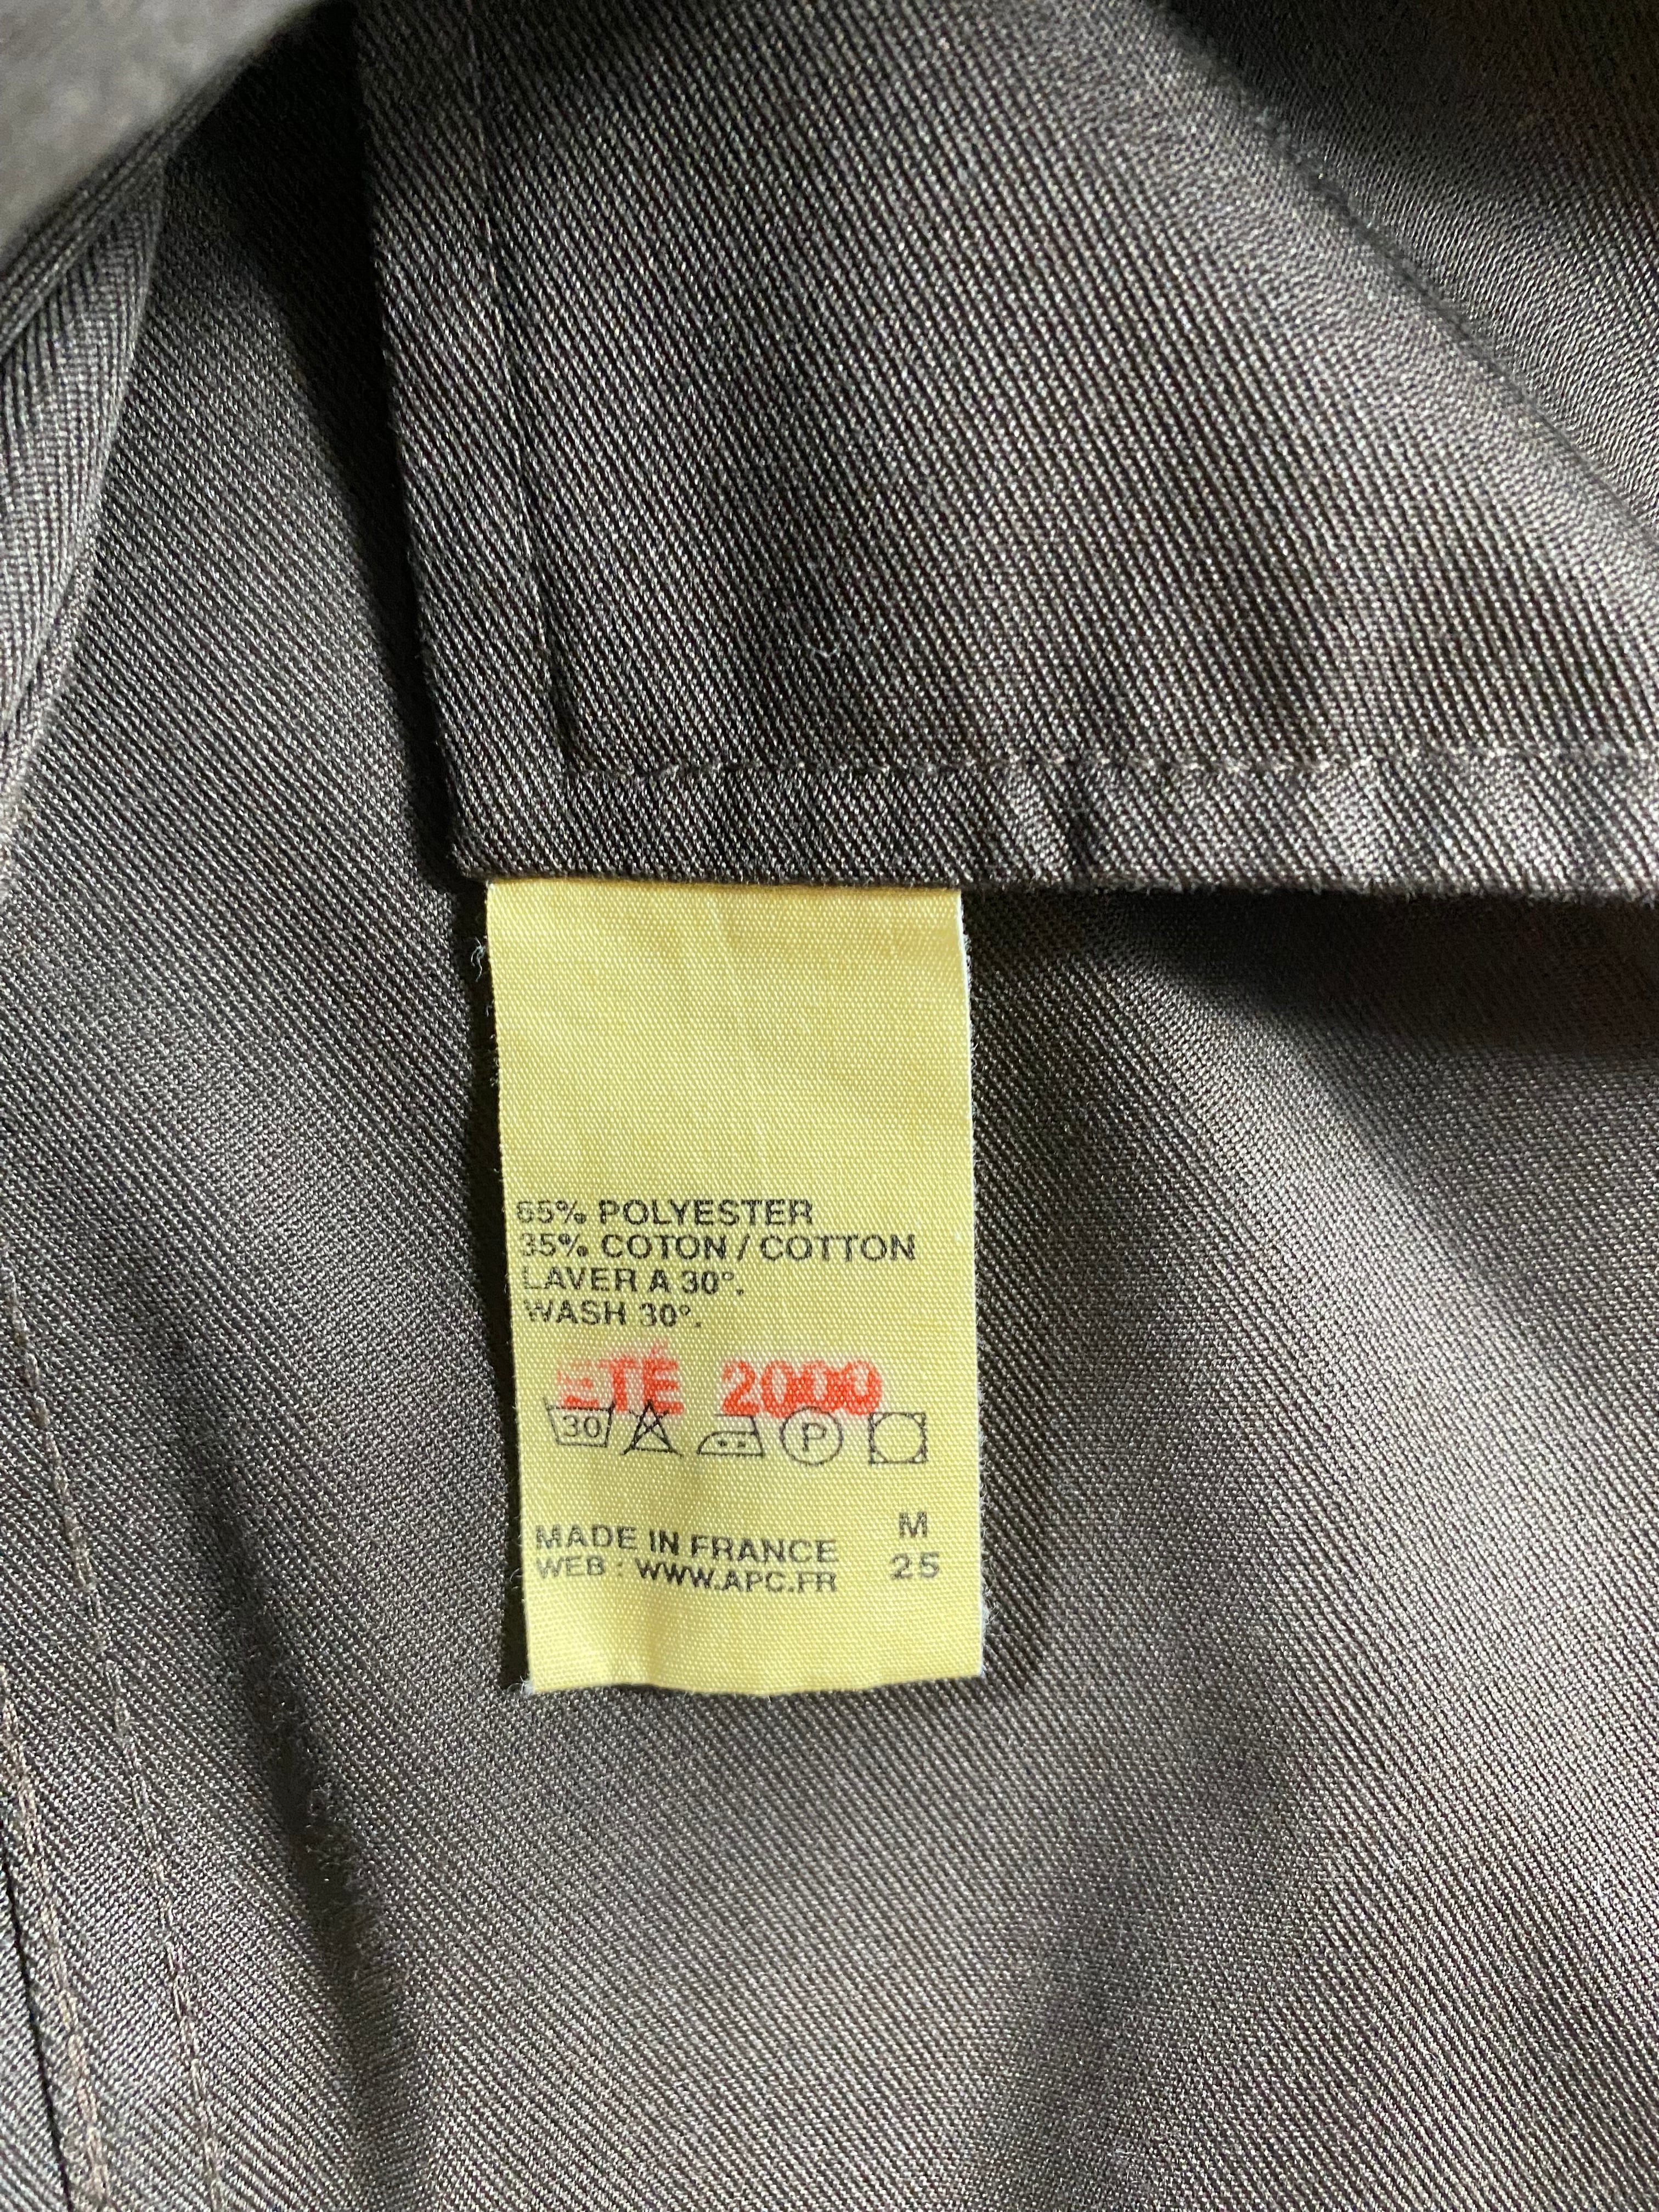 65% POLYESTER
35% COTON / COTTON
LAVER A 30°.
WASH 30°.
ETÉ 2000
30 P
M
MADE IN FRANCE
WEB : WWW.APC.FR
25